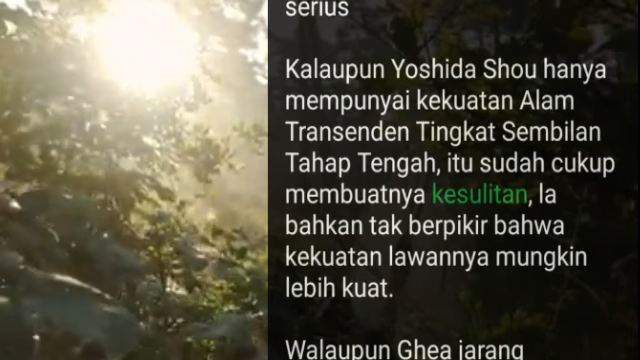 serius
Kalaupun Yoshida Shou hanya
mempunyai kekuatan Alam
Transenden Tingkat Sembilan
Tahap Tengah, itu sudah cukup
membuatnya kesulitan, la
bahkan tak berpikir bahwa
kekuatan lawannya mungkin
lebih kuat.
Walaupun Ghea jarang